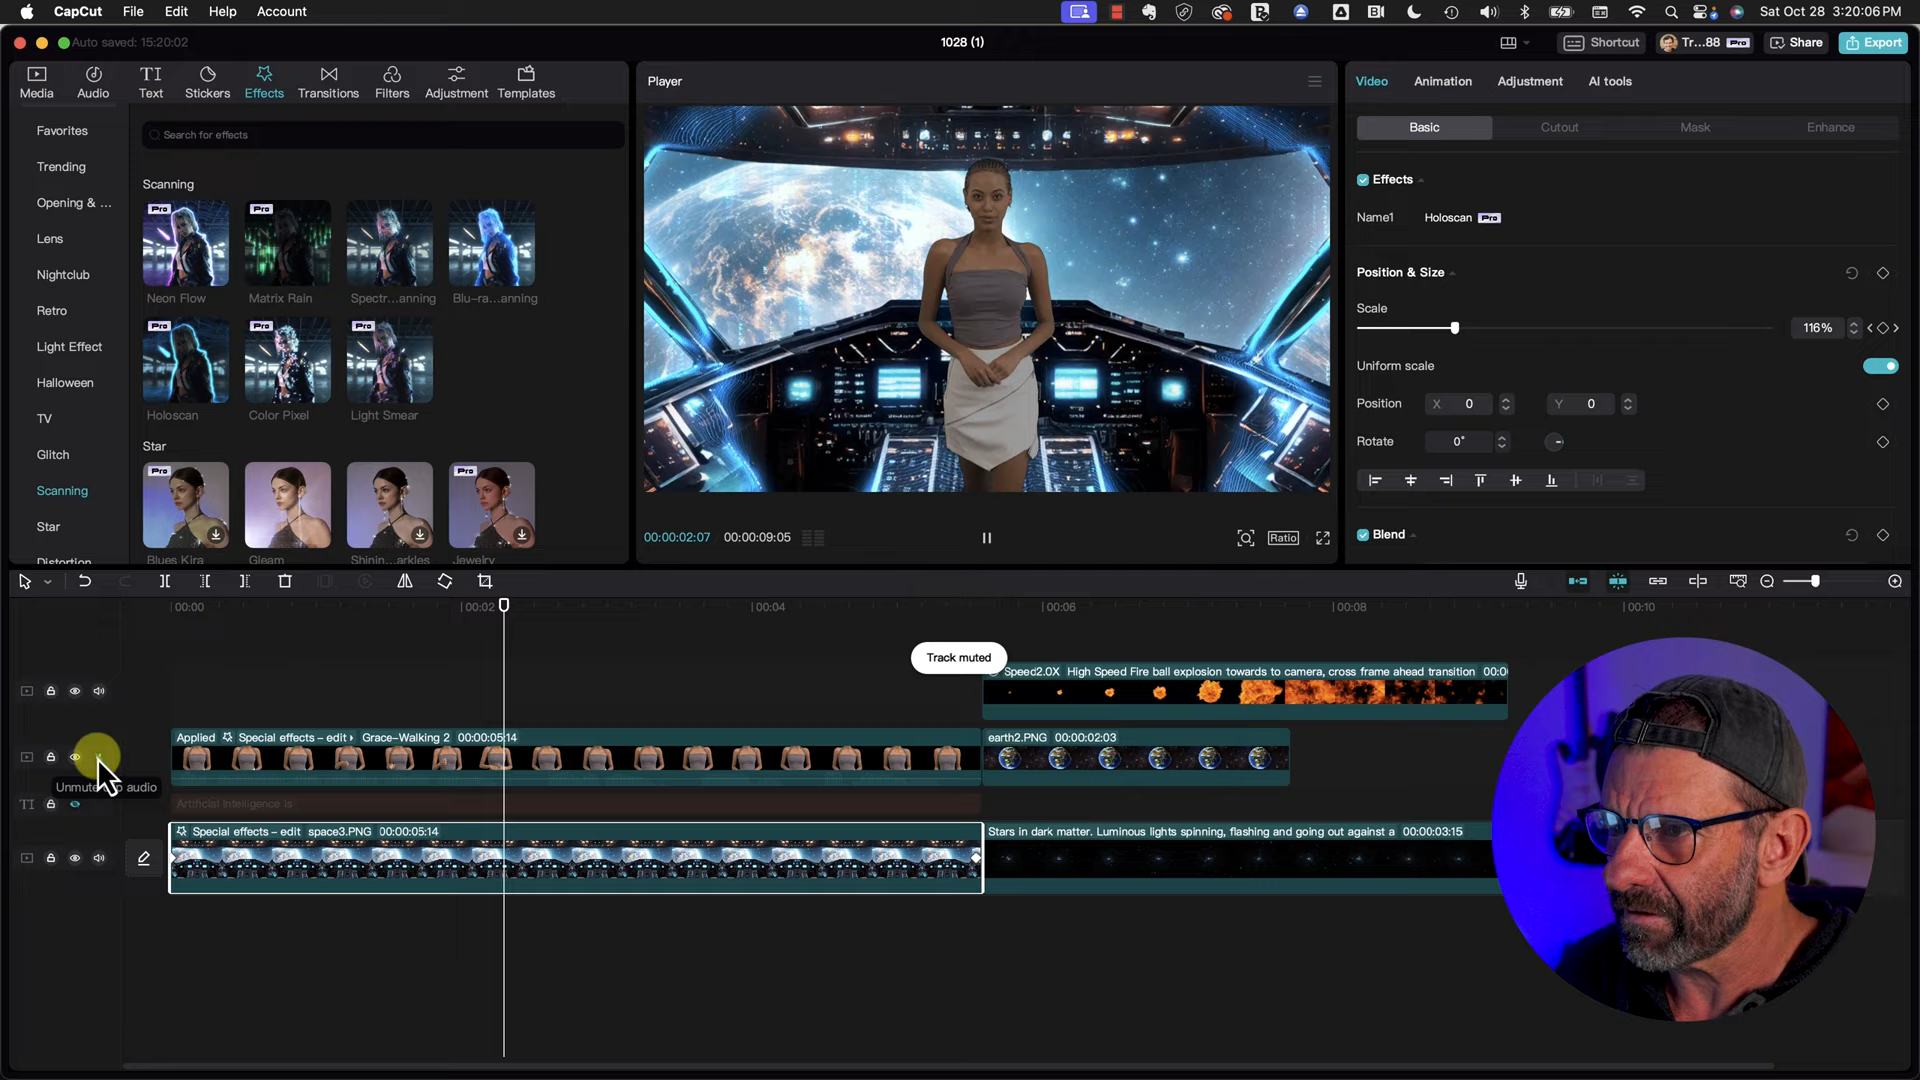 CapCut File Edit Help Account
Sat Oct 28 3:20:06 PM
Auto saved: 15:20:02
1028 (1)
Shortcut
Tr...88 Pro
Share
Export
Media
Audio
TI
Text
Stickers
Effects
Transitions
Filters
Adjustment
Templates
Favorites
Trending
Opening & ...
Lens
Nightclub
Retro
Light Effect
Halloween
TV
Glitch
Scanning
Star
Distortion
Search for effects
Scanning
Pro
Pro
Neon Flow
Matrix Rain
Spectr...anning
Blu-ra...anning
Pro
Pro
Pro
Holoscan
Color Pixel
Light Smear
Star
Pro
Pro
Blues Kira
Gleam
Shinin...arkles
Jewelry
Player
00:00:02:07
00:00:09:05
Ratio
Video
Animation
Adjustment
AI tools
Basic
Cutout
Mask
Enhance
Effects
Name1
Holoscan Pro
Position & Size
Scale
116%
Uniform scale
Position
X 0
Y 0
Rotate
0°
Blend
00:00
00:02
00:04
00:06
00:08
00:10
Track muted
Speed2.0X High Speed Fire ball explosion towards to camera, cross frame ahead transition 00:0
Applied Special effects – edit Grace-Walking 2 00:00:05:14
earth2.PNG 00:00:02:03
Unmute audio
TI
Artificial Intelligence is
Special effects – edit space3.PNG 00:00:05:14
Stars in dark matter. Luminous lights spinning, flashing and going out against a 00:00:03:15